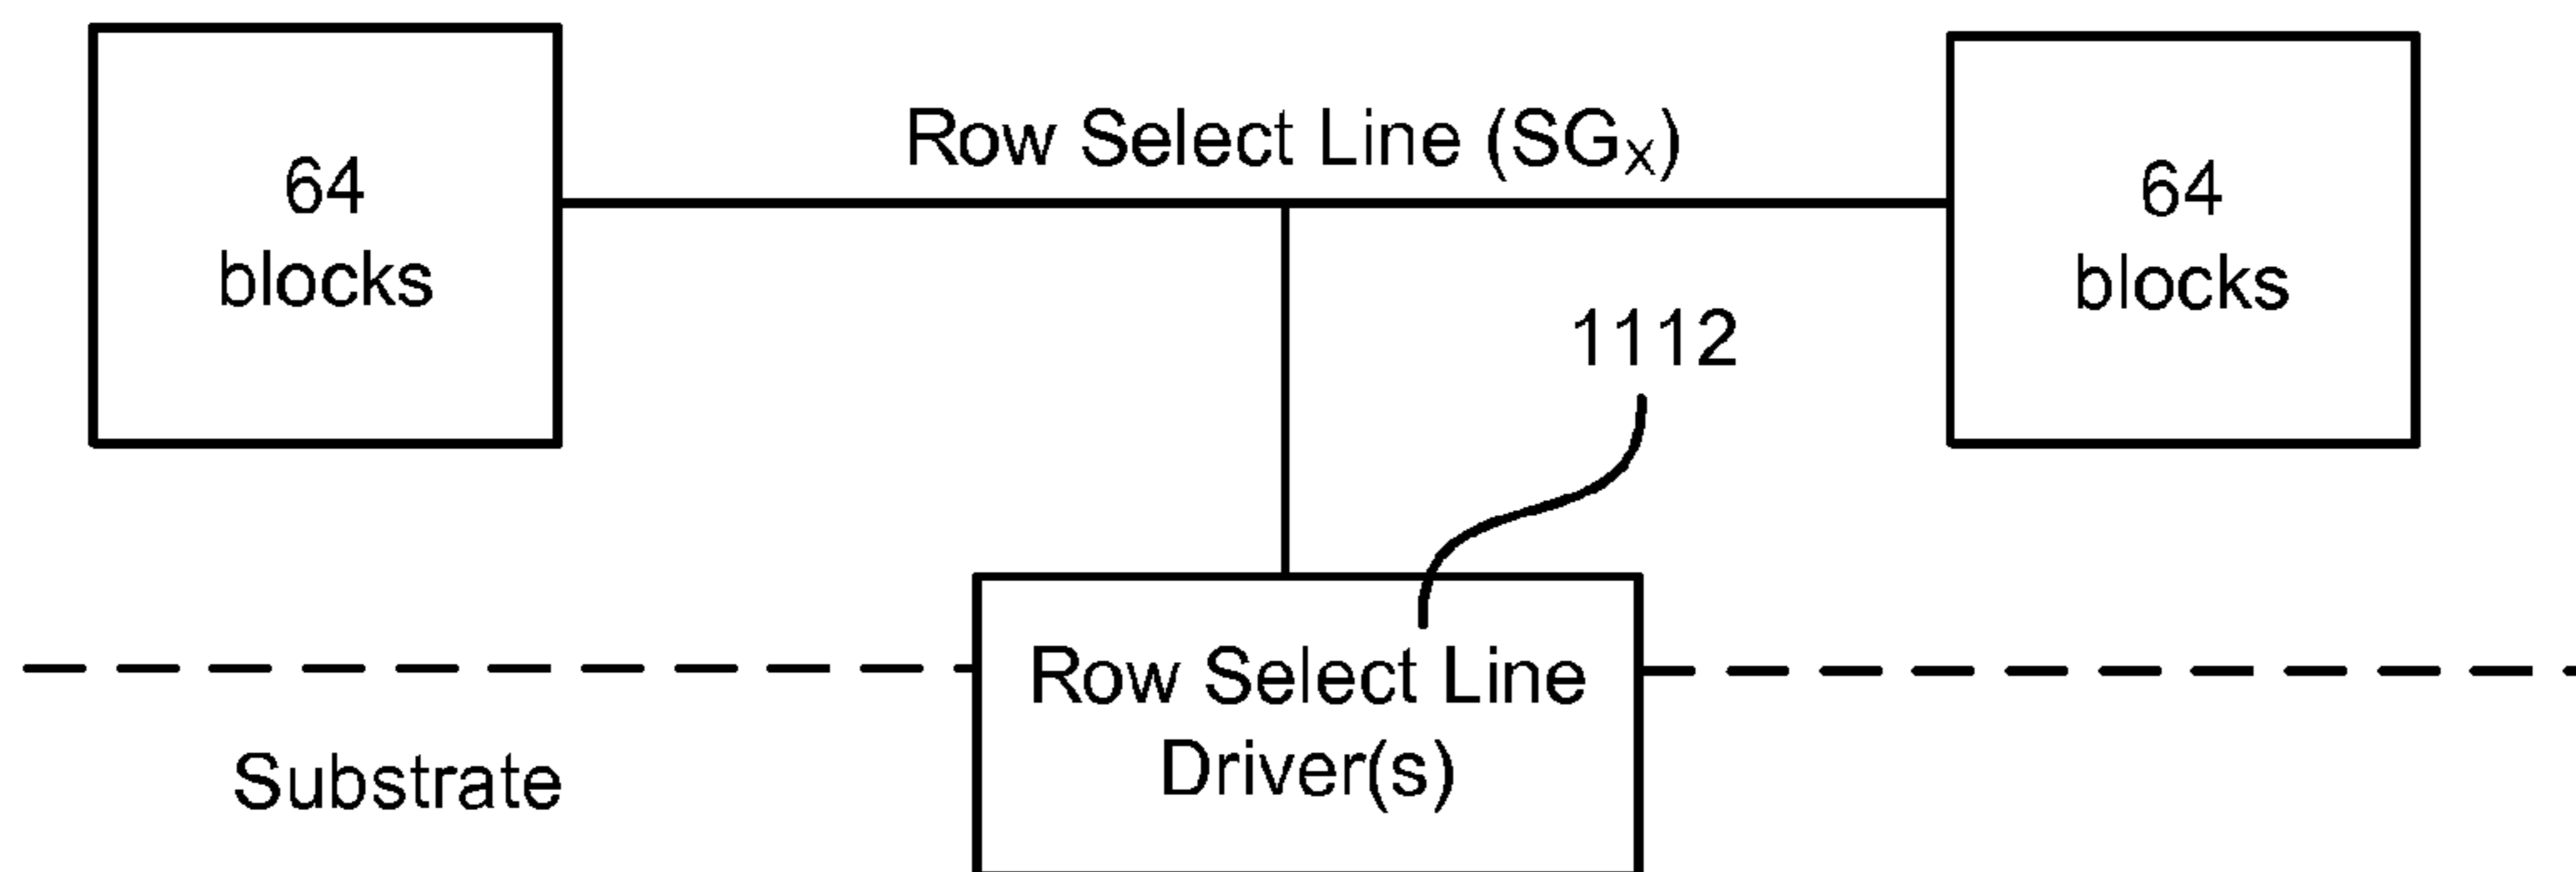 64
blocks
Row Select Line (SGX)
64
blocks
1112
Row Select Line
Driver(s)
Substrate